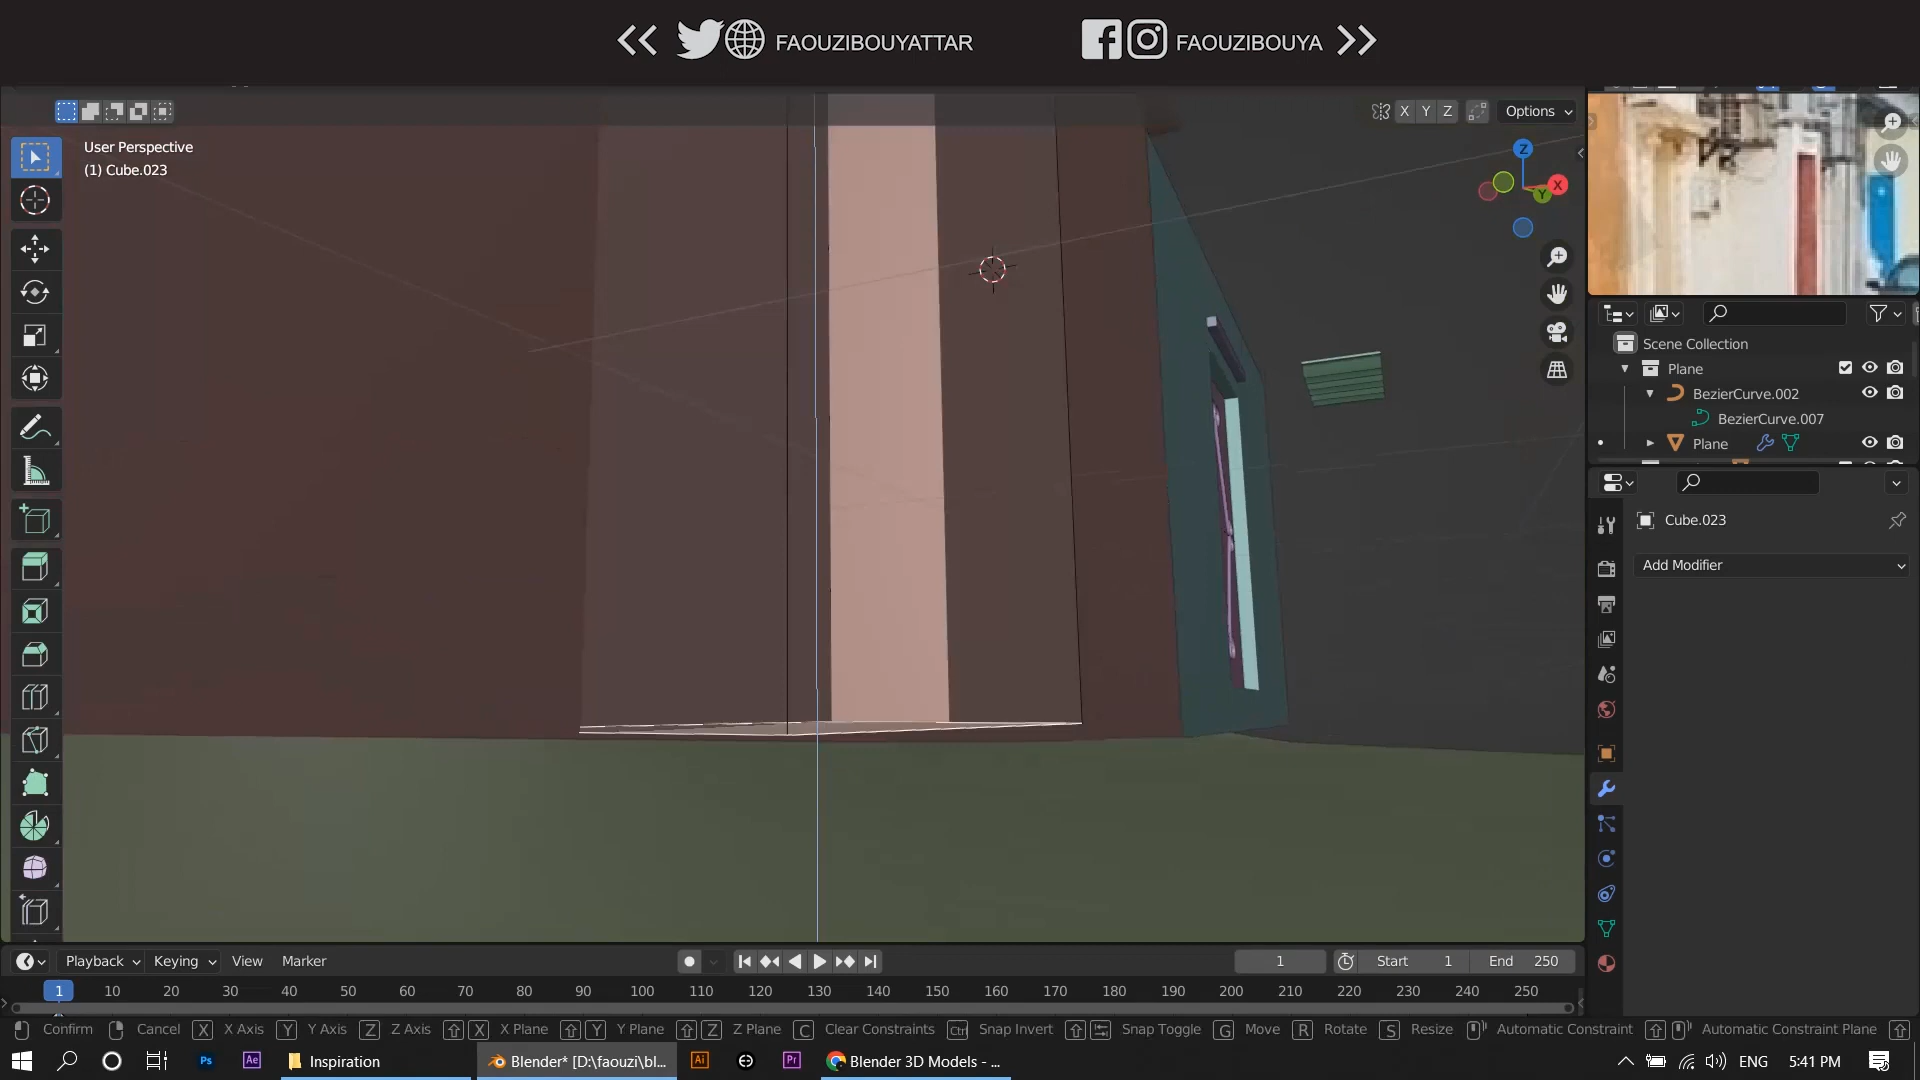 FAOUZIBOUYATTAR FAOUZIBOUYA
X Y Z Options
User Perspective
(1) Cube.023
Z
X
Y
Scene Collection
Plane
BezierCurve.002
BezierCurve.007
Plane
Cube.023
Add Modifier
Playback Keying View Marker 1 Start 1 End 250
1 10 20 30 40 50 60 70 80 90 100 110 120 130 140 150 160 170 180 190 200 210 220 230 240 250
Confirm Cancel X X Axis Y Y Axis Z Z Axis X X Plane Y Y Plane Z Z Plane C Clear Constraints Ctrl Snap Invert Snap Toggle G Move R Rotate S Resize Automatic Constraint Automatic Constraint Plane
Ps Ae Inspiration Blender* [D:\faouzi\bl... Ai Pr Blender 3D Models - ... ENG 5:41 PM